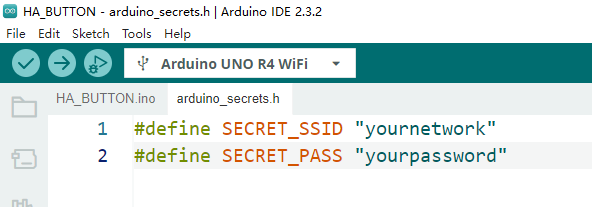 HA_BUTTON - arduino_secrets.h | Arduino IDE 2.3.2
File Edit Sketch Tools Help
Arduino UNO R4 WiFi
HA_BUTTON.ino arduino_secrets.h
1 #define SECRET_SSID "yournetwork"
2 #define SECRET_PASS "yourpassword"